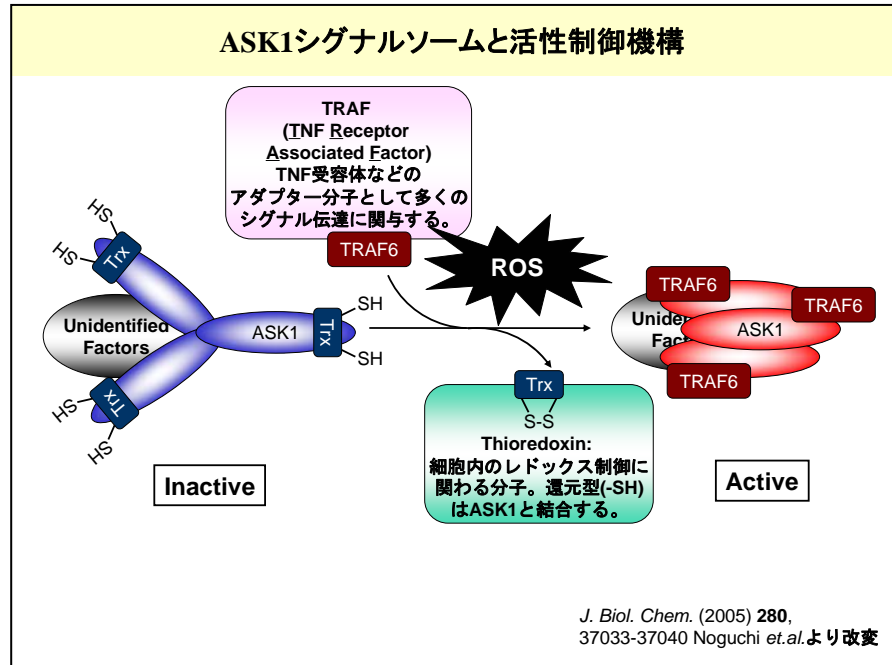 ASK1シグナルソームと活性制御機構
TRAF
(TNF Receptor
Associated Factor)
TNF受容体などの
アダプター分子として多くの
シグナル伝達に関与する。
TRAF6
ROS
HS
HS
Trx
Unidentified
Factors
ASK1
Trx
SH
SH
Trx
HS
HS
Inactive
Trx
S-S
Thioredoxin:
細胞内のレドックス制御に
関わる分子。還元型(-SH)
はASK1と結合する。
TRAF6
TRAF6
Uniden
Fac
ASK1
TRAF6
Active
J. Biol. Chem. (2005) 280,
37033-37040 Noguchi et.al.より改変